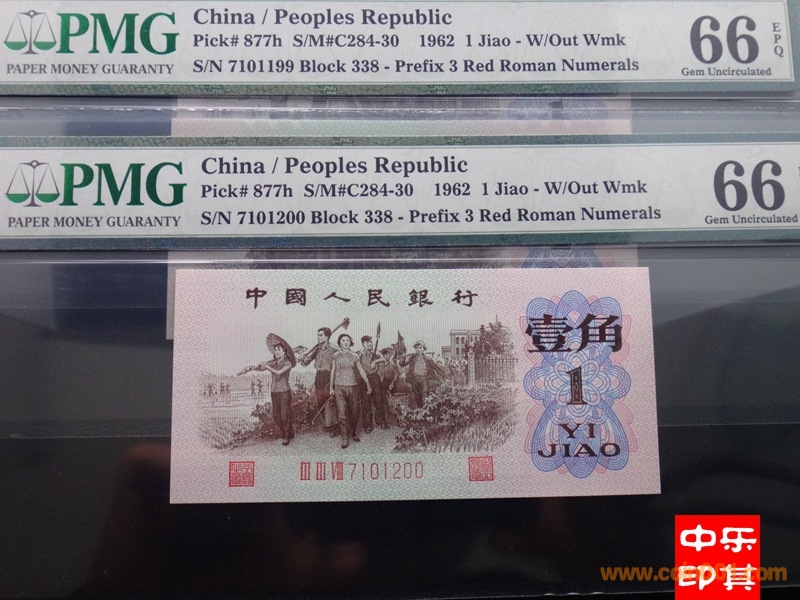 PMG
PAPER MONEY GUARANTY
China / Peoples Republic
Pick# 877h S/M#C284-30 1962 1 Jiao - W/Out Wmk
S/N 7101199 Block 338 - Prefix 3 Red Roman Numerals
66 EPQ
Gem Uncirculated
PMG
PAPER MONEY GUARANTY
China / Peoples Republic
Pick# 877h S/M#C284-30 1962 1 Jiao - W/Out Wmk
S/N 7101200 Block 338 - Prefix 3 Red Roman Numerals
66
Gem Uncirculated
中國人民銀行
壹角
1
YI
JIAO
III III VIII 7101200
中乐
印其